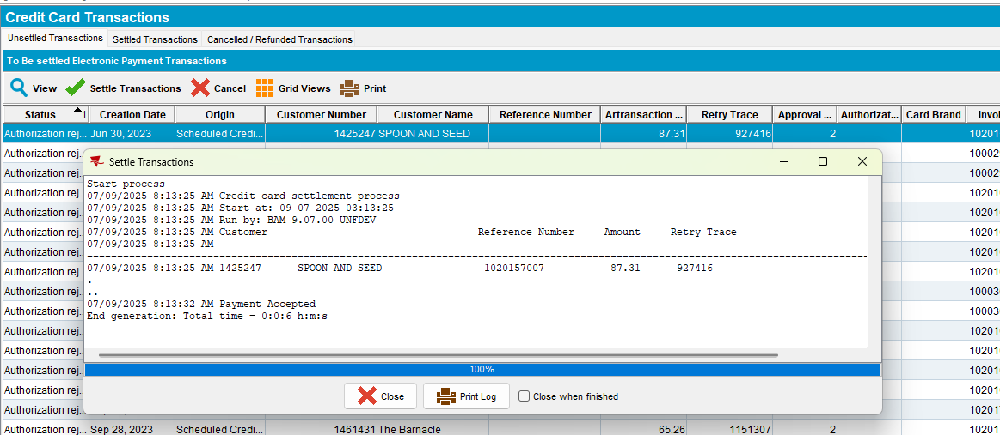 Credit Card Transactions
Unsettled Transactions Settled Transactions Cancelled / Refunded Transactions
To Be settled Electronic Payment Transactions
View Settle Transactions Cancel Grid Views Print
Status 1 Creation Date Origin Customer Number Customer Name Reference Number Artransaction ... Retry Trace Approval ... Authorizat... Card Brand Invoi
Authorization rej... Jun 30, 2023 Scheduled Credi... 1425247 SPOON AND SEED 87.31 927416 2 10201
Authorization rej.. 10002
Settle Transactions
Authorization rej.. 10002
Start process
Authorization rej.. 10201
07/09/2025 8:13:25 AM Credit card settlement process
07/09/2025 8:13:25 AM Start at: 09-07-2025 03:13:25
Authorization rej.. 10201
07/09/2025 8:13:25 AM Run by: BAM 9.07.00 UNFDEV
07/09/2025 8:13:25 AM Customer Reference Number Amount Retry Trace
Authorization rej.. 10201
07/09/2025 8:13:25 AM
Authorization rej.. 10201
--------------------------------------------------------------------------------
07/09/2025 8:13:25 AM 1425247 SPOON AND SEED 1020157007 87.31 927416
Authorization rej.. 10201
.
..
Authorization rej.. 10003
07/09/2025 8:13:32 AM Payment Accepted
Authorization rej.. 10003
End generation: Total time = 0:0:6 h:m:s
Authorization rej.. 10201
Authorization rej.. 10201
Authorization rej.. 10201
100%
Authorization rej.. 10201
Close Print Log Close when finished
Authorization rej.. 10201
Authorization rej... Sep 28, 2023 Scheduled Credi... 1461431 The Barnacle 65.26 1151307 2 10201